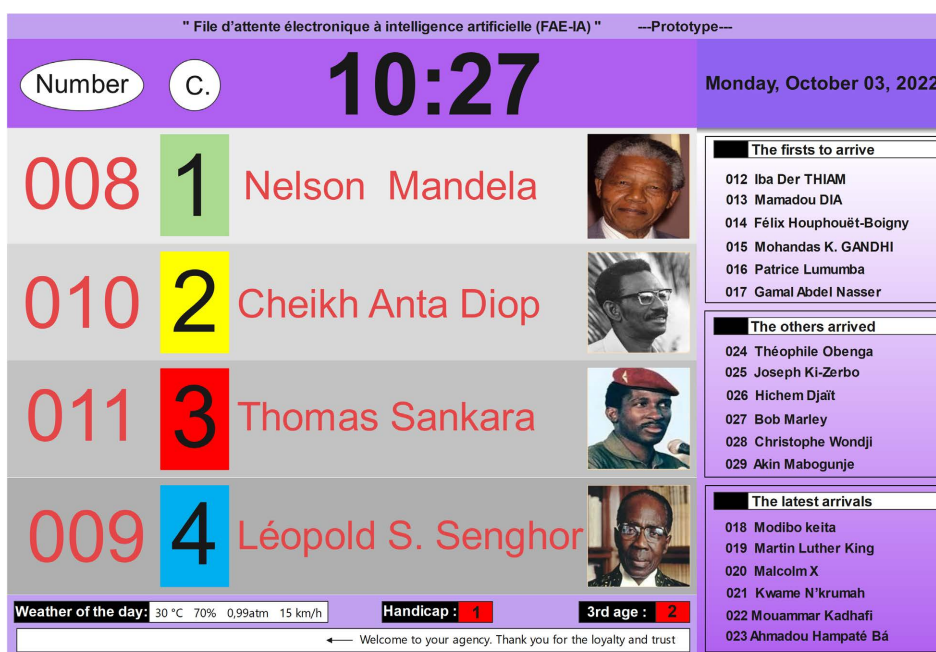 " File d'attente électronique à intelligence artificielle (FAE-IA) " ---Prototype---
Number C. 10:27 Monday, October 03, 2022
008 1 Nelson Mandela
010 2 Cheikh Anta Diop
011 3 Thomas Sankara
009 4 Léopold S. Senghor
The firsts to arrive
012 Iba Der THIAM
013 Mamadou DIA
014 Félix Houphouët-Boigny
015 Mohandas K. GANDHI
016 Patrice Lumumba
017 Gamal Abdel Nasser
The others arrived
024 Théophile Obenga
025 Joseph Ki-Zerbo
026 Hichem Djaït
027 Bob Marley
028 Christophe Wondji
029 Akin Mabogunje
The latest arrivals
018 Modibo keita
019 Martin Luther King
020 Malcolm X
021 Kwame N'krumah
022 Mouammar Kadhafi
023 Ahmadou Hampaté Bá
Weather of the day: 30 °C 70% 0,99atm 15 km/h Handicap : 1 3rd age : 2
Welcome to your agency. Thank you for the loyalty and trust